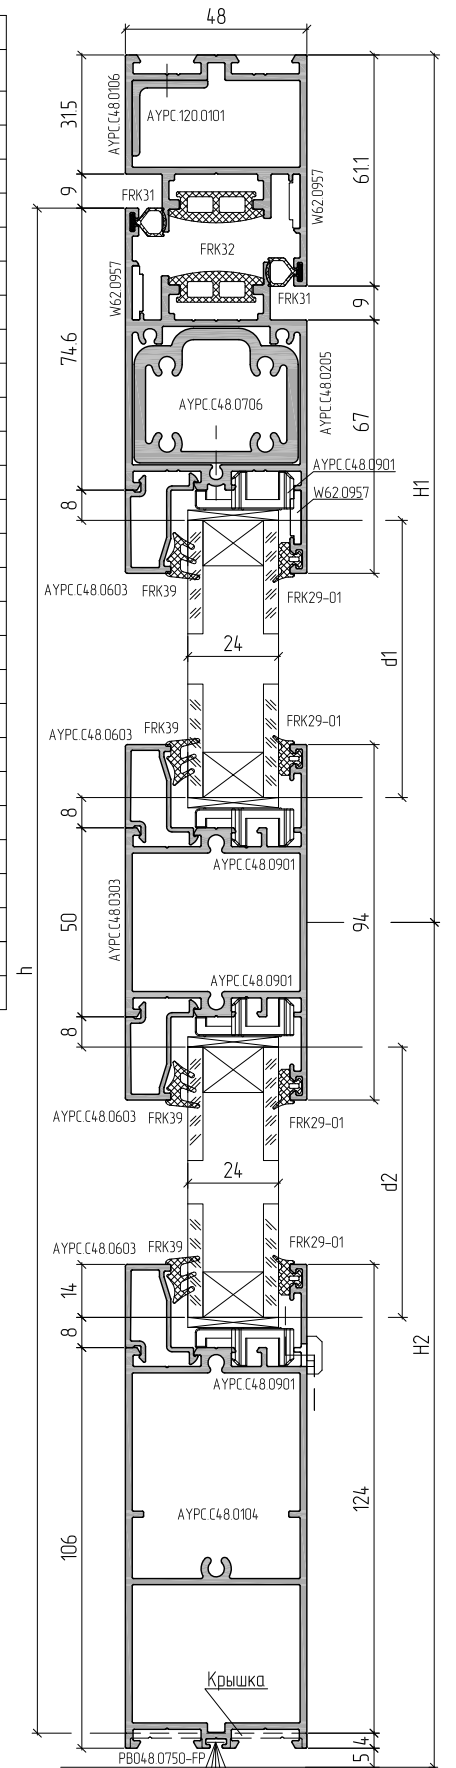 48
AYPC.C48.0106
31.5
AYPC.120.0101
61.1
9
FRK31
W62.0957
FRK32
W62.0957
FRK31
9
74.6
AYPC.C48.0205
AYPC.C48.0706
67
H1
AYPC.C48.0901
8
W62.0957
AYPC.C48.0603
FRK39
FRK29-01
24
d1
AYPC.C48.0603
FRK39
FRK29-01
8
AYPC.C48.0901
AYPC.C48.0303
50
94
h
AYPC.C48.0901
8
AYPC.C48.0603
FRK39
FRK29-01
24
d2
AYPC.C48.0603
FRK39
FRK29-01
14
8
H2
AYPC.C48.0901
124
AYPC.C48.0104
106
Крышка
4
PB048.0750-FP
5